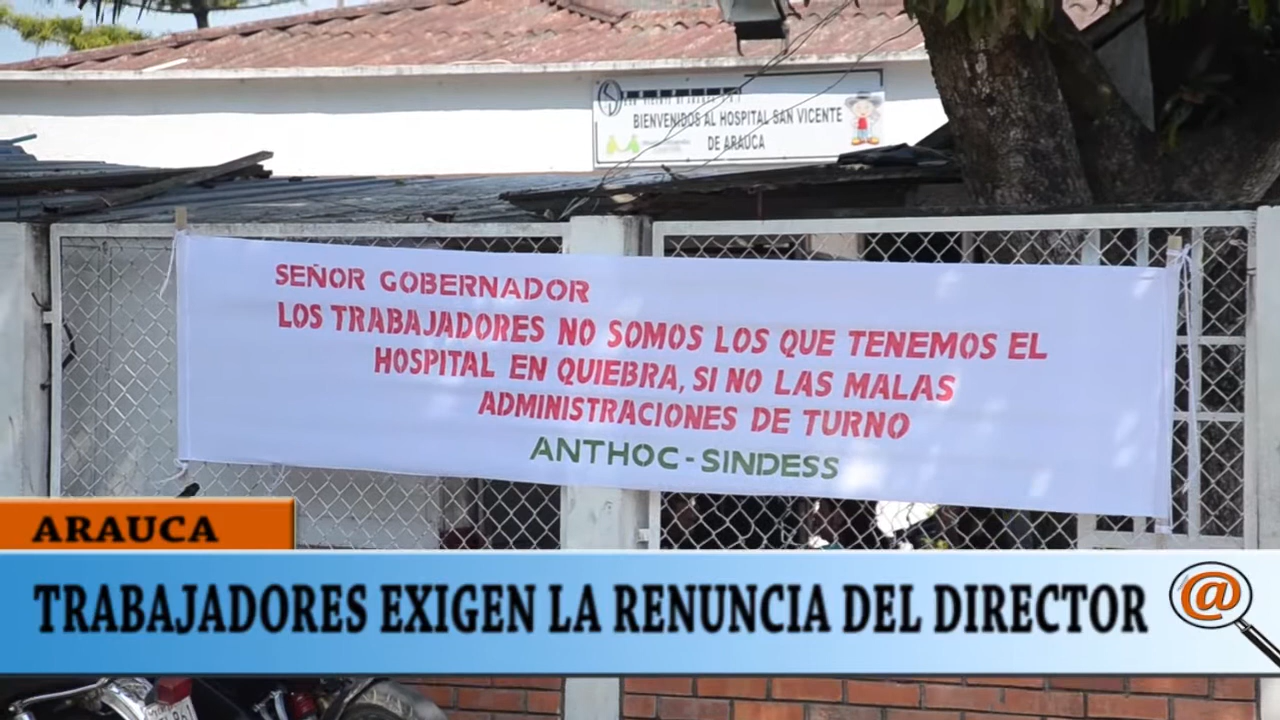 BIENVENIDOS AL HOSPITAL SAN VICENTE
DE ARAUCA
SEÑOR GOBERNADOR
LOS TRABAJADORES NO SOMOS LOS QUE TENEMOS EL
HOSPITAL EN QUIEBRA, SI NO LAS MALAS
ADMINISTRACIONES DE TURNO
ANTHOC - SINDESS
ARAUCA
TRABAJADORES EXIGEN LA RENUNCIA DEL DIRECTOR
@